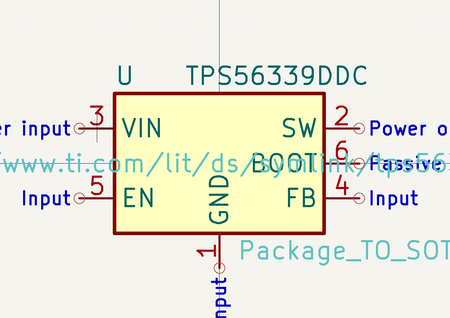 U TPS56339DDC
er input 3 VIN SW 2 Power o
www.ti.com/lit/ds/symlink/tps563
BOOT 6 Passive
Input 5 EN FB 4 Input
GND
1
Package_TO_SOT
nput